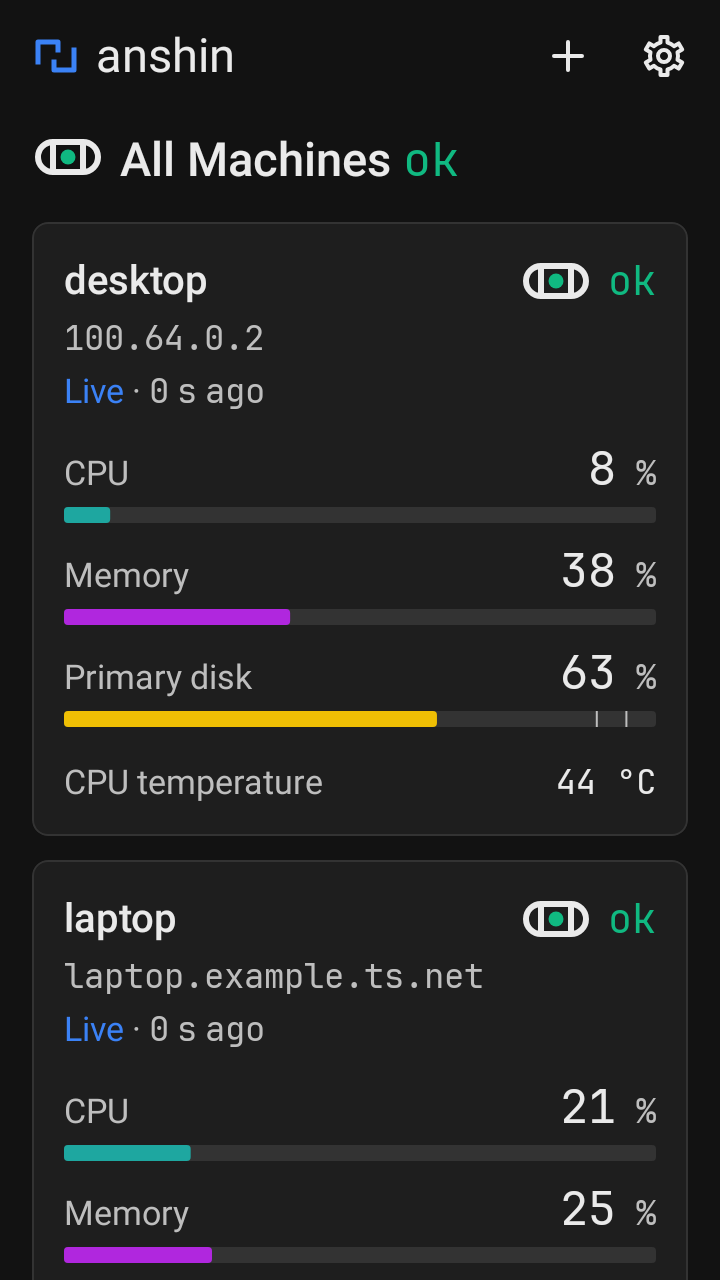 anshin
All Machines ok
desktop ok
100.64.0.2
Live · 0 s ago
CPU 8 %
Memory 38 %
Primary disk 63 %
CPU temperature 44 °C
laptop ok
laptop.example.ts.net
Live · 0 s ago
CPU 21 %
Memory 25 %